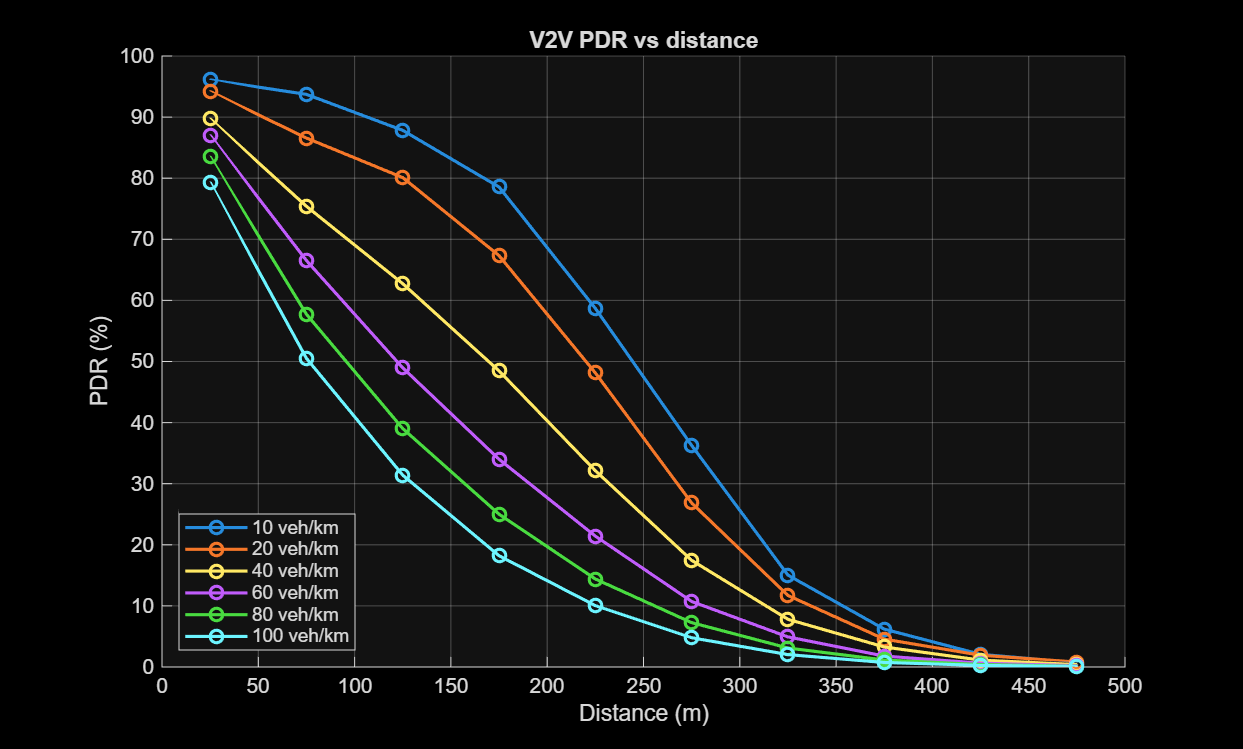 V2V PDR vs distance
100
90
80
70
60
50
40
30
20
10
0
PDR (%)
10 veh/km
20 veh/km
40 veh/km
60 veh/km
80 veh/km
100 veh/km
0 50 100 150 200 250 300 350 400 450 500
Distance (m)